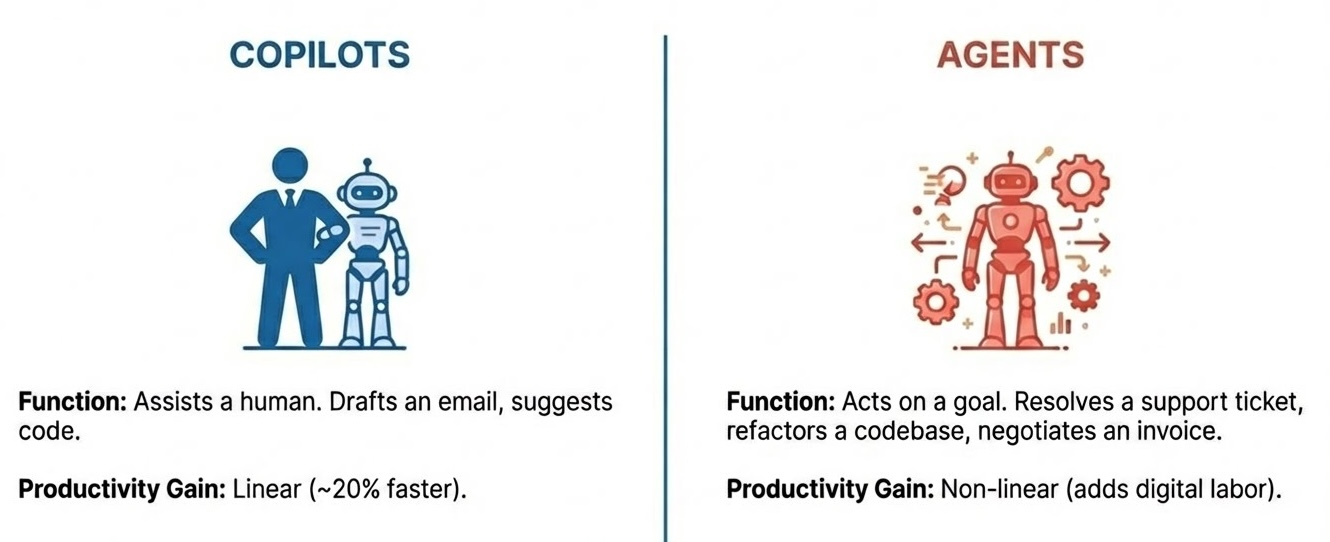 COPILOTS
Function: Assists a human. Drafts an email, suggests
code.
Productivity Gain: Linear (~20% faster).
AGENTS
Function: Acts on a goal. Resolves a support ticket,
refactors a codebase, negotiates an invoice.
Productivity Gain: Non-linear (adds digital labor).